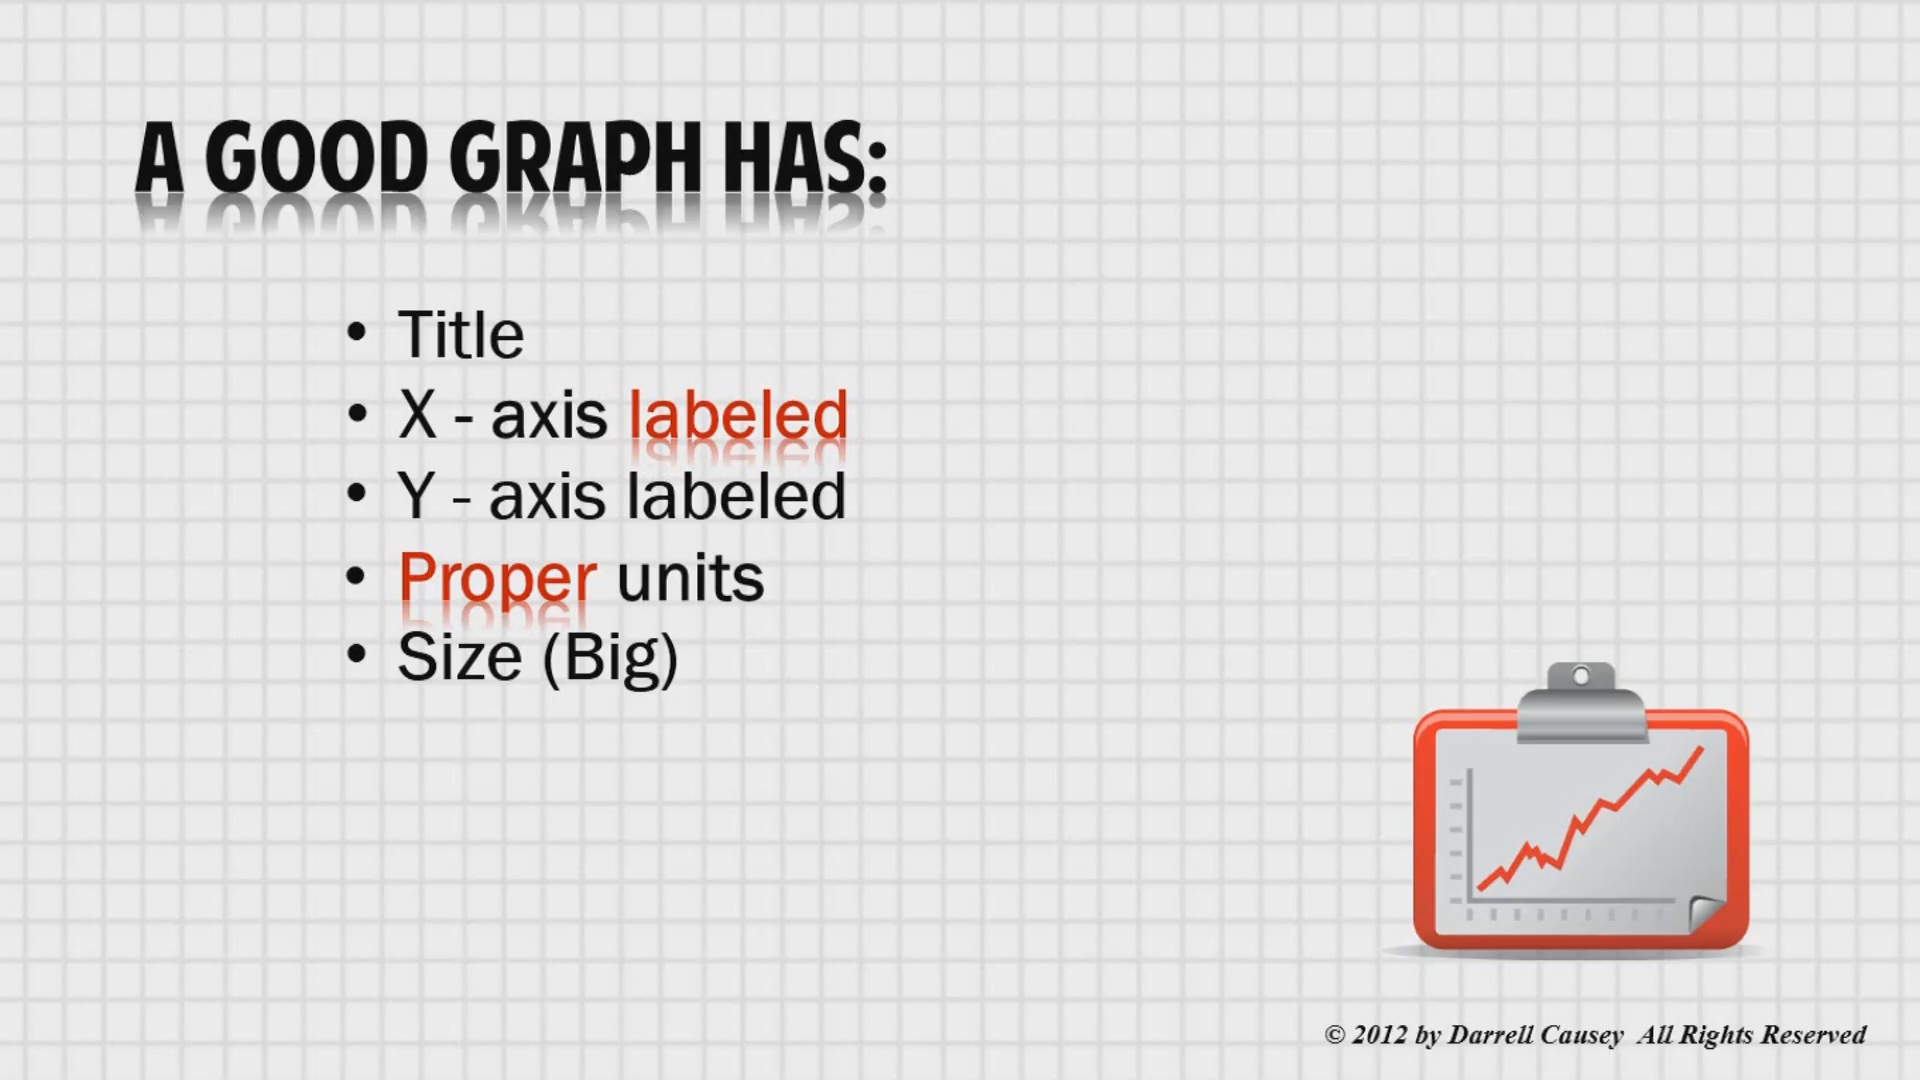 A GOOD GRAPH HAS:
• Title
• X - axis labeled
• Y - axis labeled
• Proper units
• Size (Big)
© 2012 by Darrell Causey All Rights Reserved